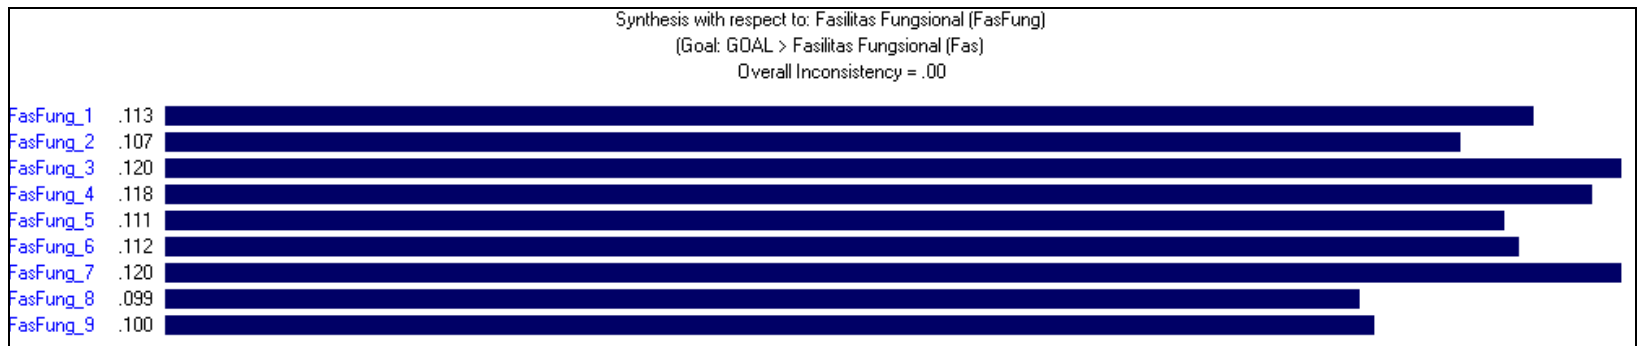 Synthesis with respect to: Fasilitas Fungsional (FasFung)
(Goal: GOAL > Fasilitas Fungsional (Fas)
Overall Inconsistency = .00
FasFung_1 .113
FasFung_2 .107
FasFung_3 .120
FasFung_4 .118
FasFung_5 .111
FasFung_6 .112
FasFung_7 .120
FasFung_8 .099
FasFung_9 .100